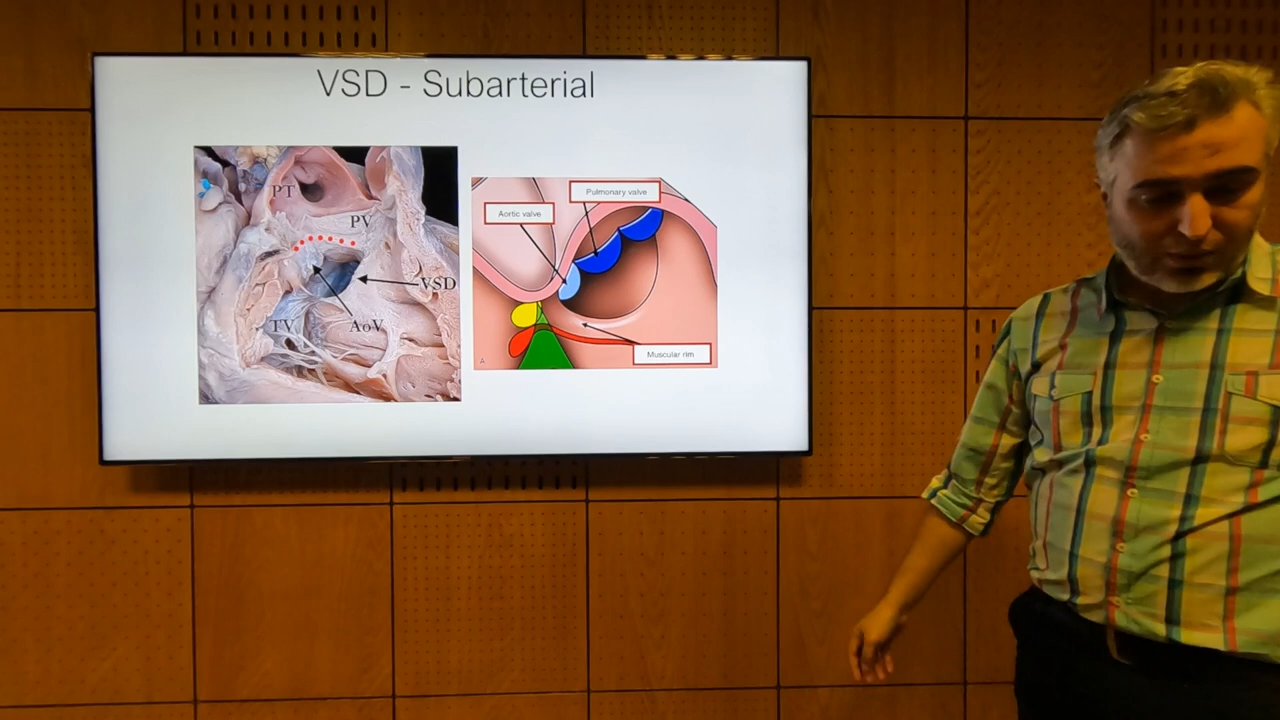 VSD - Subarterial
PT
PV
VSD
TV
AoV
Pulmonary valve
Aortic valve
Muscular rim
A